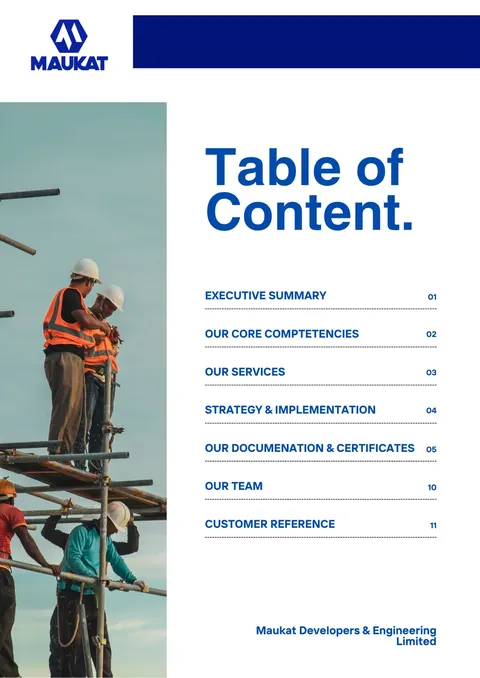 MAUKAT
Table of
Content.
EXECUTIVE SUMMARY 01
OUR CORE COMPTETENCIES 02
OUR SERVICES 03
STRATEGY & IMPLEMENTATION 04
OUR DOCUMENATION & CERTIFICATES 05
OUR TEAM 10
CUSTOMER REFERENCE 11
Maukat Developers & Engineering
Limited